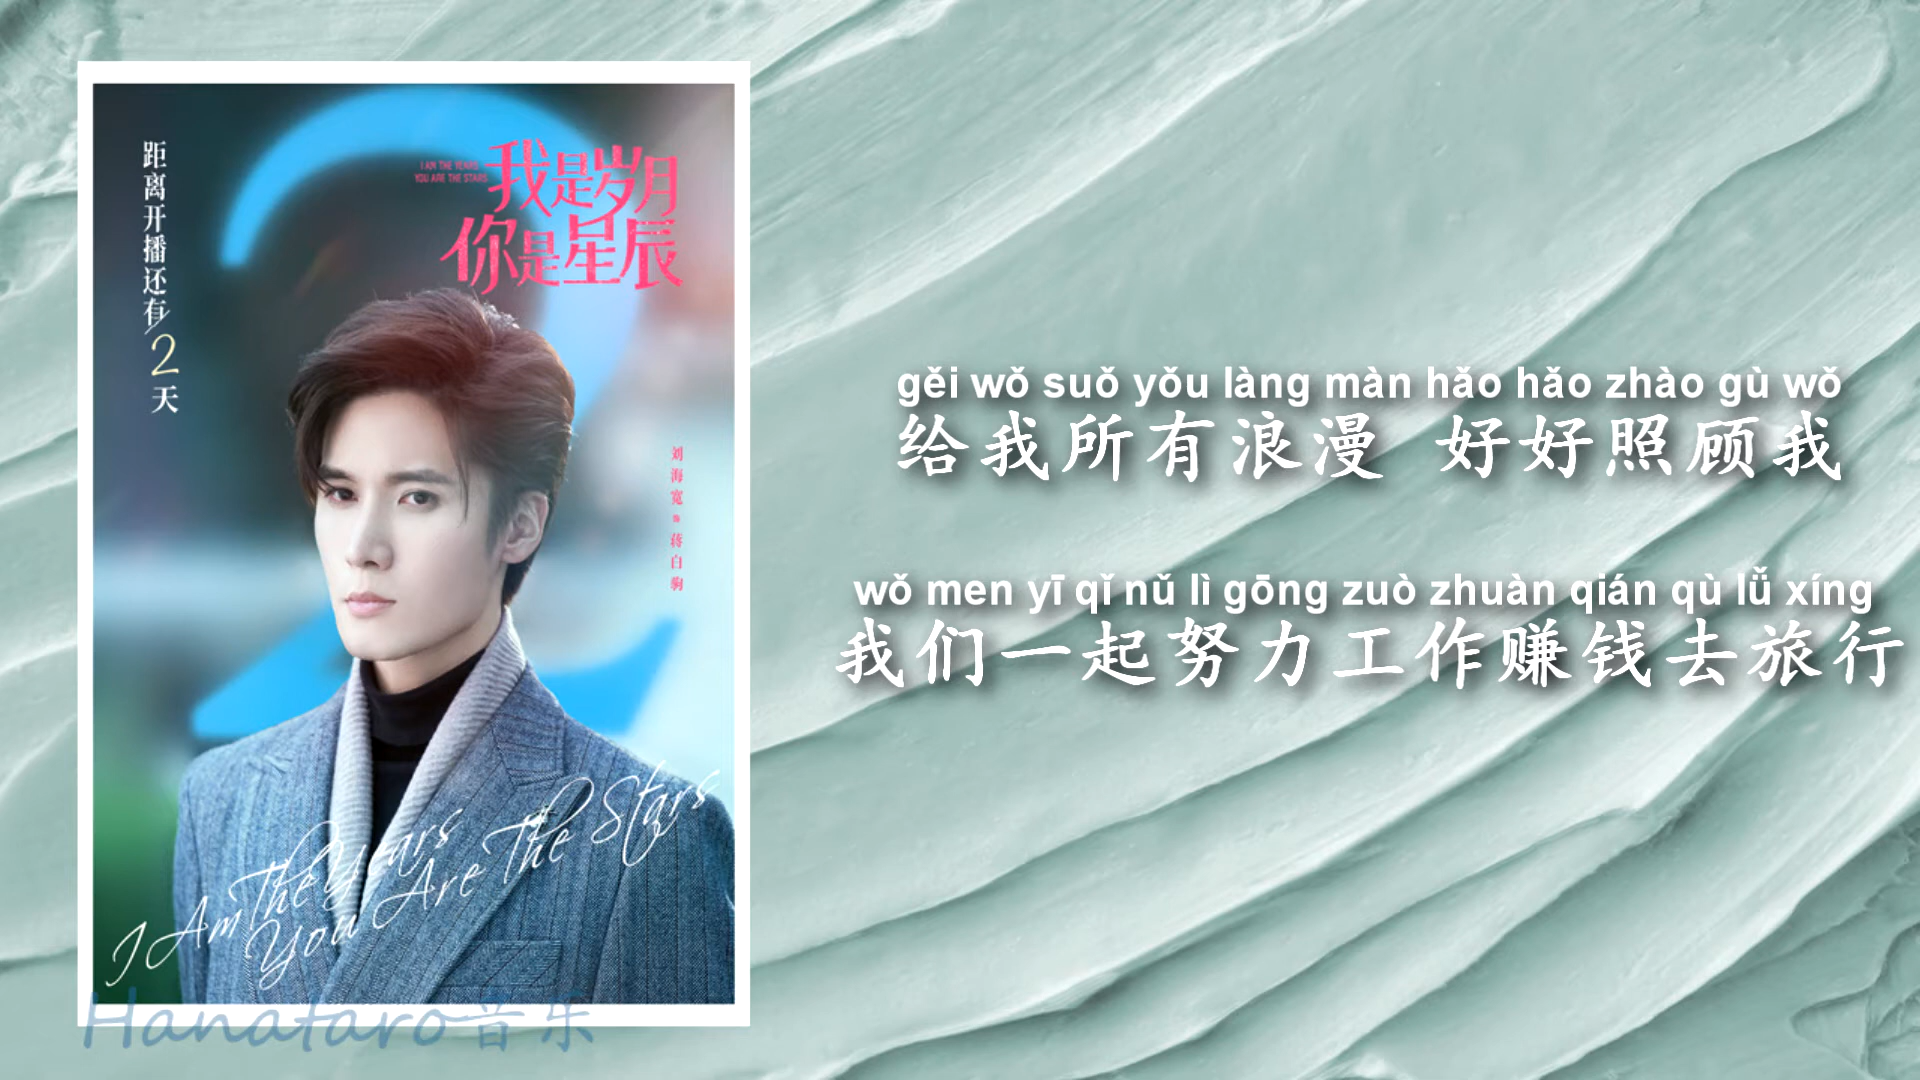 距离开播还有2天
I AM THE YEARS
YOU ARE THE STARS
我是岁月
你是星辰
刘海宽 饰 蒋白驹
I Am The Years
You Are The Stars
Hanataro音乐
gěi wǒ suǒ yǒu làng màn hǎo hǎo zhào gù wǒ
给我所有浪漫 好好照顾我
wǒ men yī qǐ nǔ lì gōng zuò zhuàn qián qù lǚ xíng
我们一起努力工作赚钱去旅行